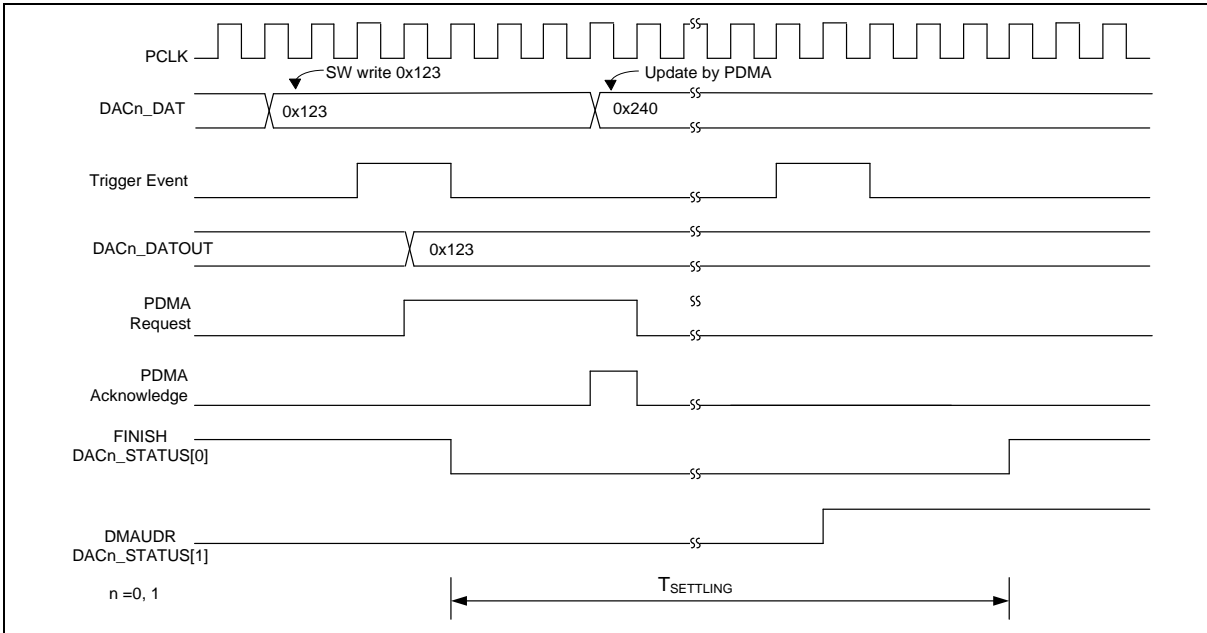 PCLK
SW write 0x123
Update by PDMA
DACn_DAT
0x123
0x240
Trigger Event
DACn_DATOUT
0x123
PDMA
Request
PDMA
Acknowledge
FINISH
DACn_STATUS[0]
DMAUDR
DACn_STATUS[1]
n =0, 1
TSETTLING